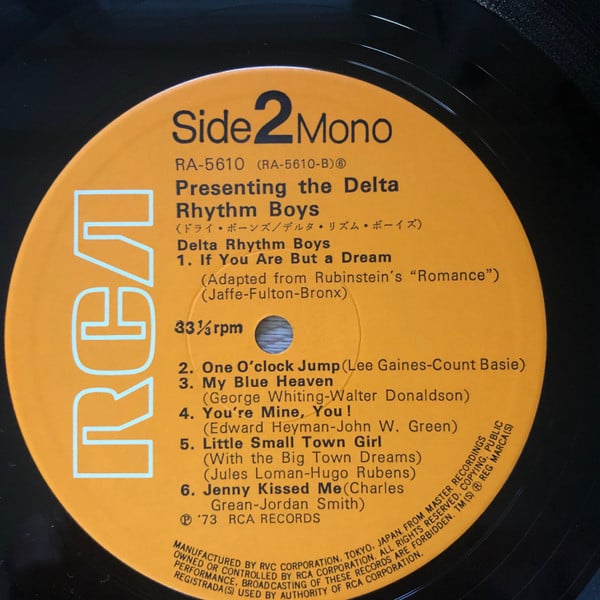 Side 2 Mono
RA-5610 (RA-5610-B)⑥
Presenting the Delta
Rhythm Boys
(ドライ・ボーンズ/デルタ・リズム・ボーイズ)
Delta Rhythm Boys
1. If You Are But a Dream
(Adapted from Rubinstein's "Romance")
(Jaffe-Fulton-Bronx)
33⅓rpm
2. One O'clock Jump (Lee Gaines-Count Basie)
3. My Blue Heaven
(George Whiting-Walter Donaldson)
4. You're Mine, You!
(Edward Heyman-John W. Green)
5. Little Small Town Girl
(With the Big Town Dreams)
(Jules Loman-Hugo Rubens)
6. Jenny Kissed Me (Charles
Grean-Jordan Smith)
Ⓟ '73 RCA RECORDS
RCA
MANUFACTURED BY RVC CORPORATION, TOKYO, JAPAN, FROM MASTER RECORDINGS
OWNED OR CONTROLLED BY RCA CORPORATION. ALL RIGHTS RESERVED. COPYING, PUBLIC
PERFORMANCE, BROADCASTING OF THESE RECORDS ARE FORBIDDEN. TM(S) ® REG MARCA(S)
REGISTRADA(S) USED BY AUTHORITY OF RCA CORPORATION.